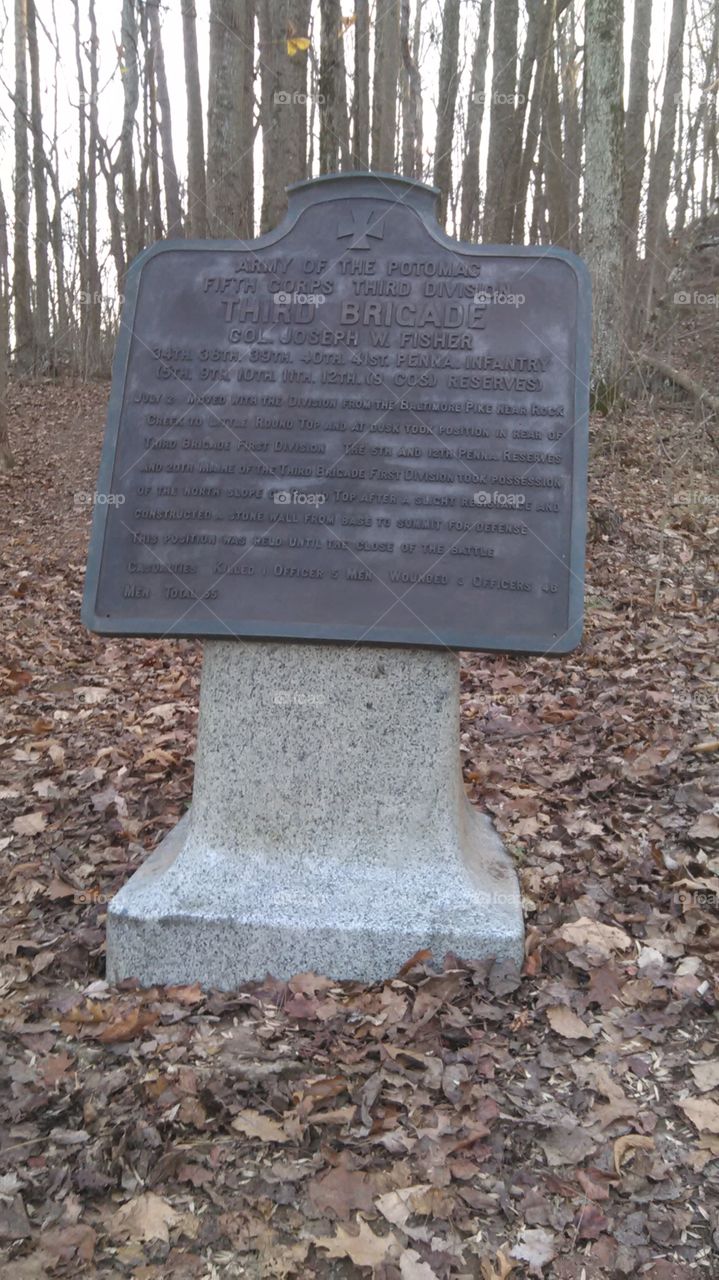 ARMY OF THE POTOMAC
FIFTH CORPS THIRD DIVISION
THIRD BRIGADE
COL. JOSEPH W. FISHER
34TH. 38TH. 39TH. 40TH. 41ST. PENNA. INFANTRY
(5TH. 9TH. 10TH. 11TH. 12TH. (9 COS) RESERVES)
JULY 2 MOVED WITH THE DIVISION FROM THE BALTIMORE PIKE NEAR ROCK
CREEK TO LITTLE ROUND TOP AND AT DUSK TOOK POSITION IN REAR OF
THIRD BRIGADE FIRST DIVISION THE 5TH AND 12TH PENNA. RESERVES
AND 20TH MAINE OF THE THIRD BRIGADE FIRST DIVISION TOOK POSSESSION
OF THE NORTH SLOPE OF TOP AFTER A SLIGHT RESISTANCE AND
CONSTRUCTED A STONE WALL FROM BASE TO SUMMIT FOR DEFENSE
THIS POSITION WAS HELD UNTIL THE CLOSE OF THE BATTLE
CASUALTIES KILLED 1 OFFICER 5 MEN WOUNDED OFFICERS 46
MEN TOTAL 55
foap